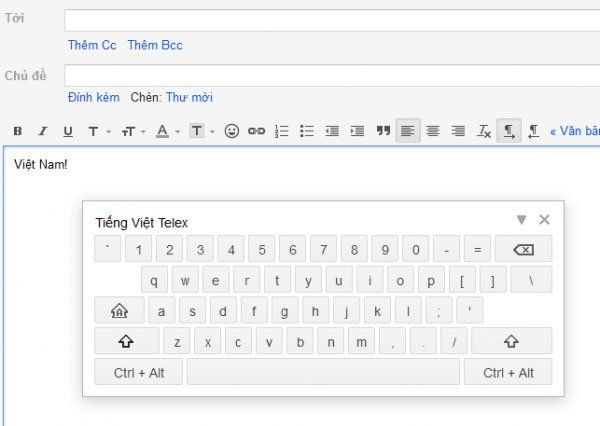 Tới
Thêm Cc Thêm Bcc
Chủ đề
Đính kèm Chèn: Thư mời
B I U T тT A T T « Văn bản
Việt Nam!
Tiếng Việt Telex
` 1 2 3 4 5 6 7 8 9 0 - =
q w e r t y u i o p [ ] \
a s d f g h j k l ; '
z x c v b n m , . /
Ctrl + Alt Ctrl + Alt